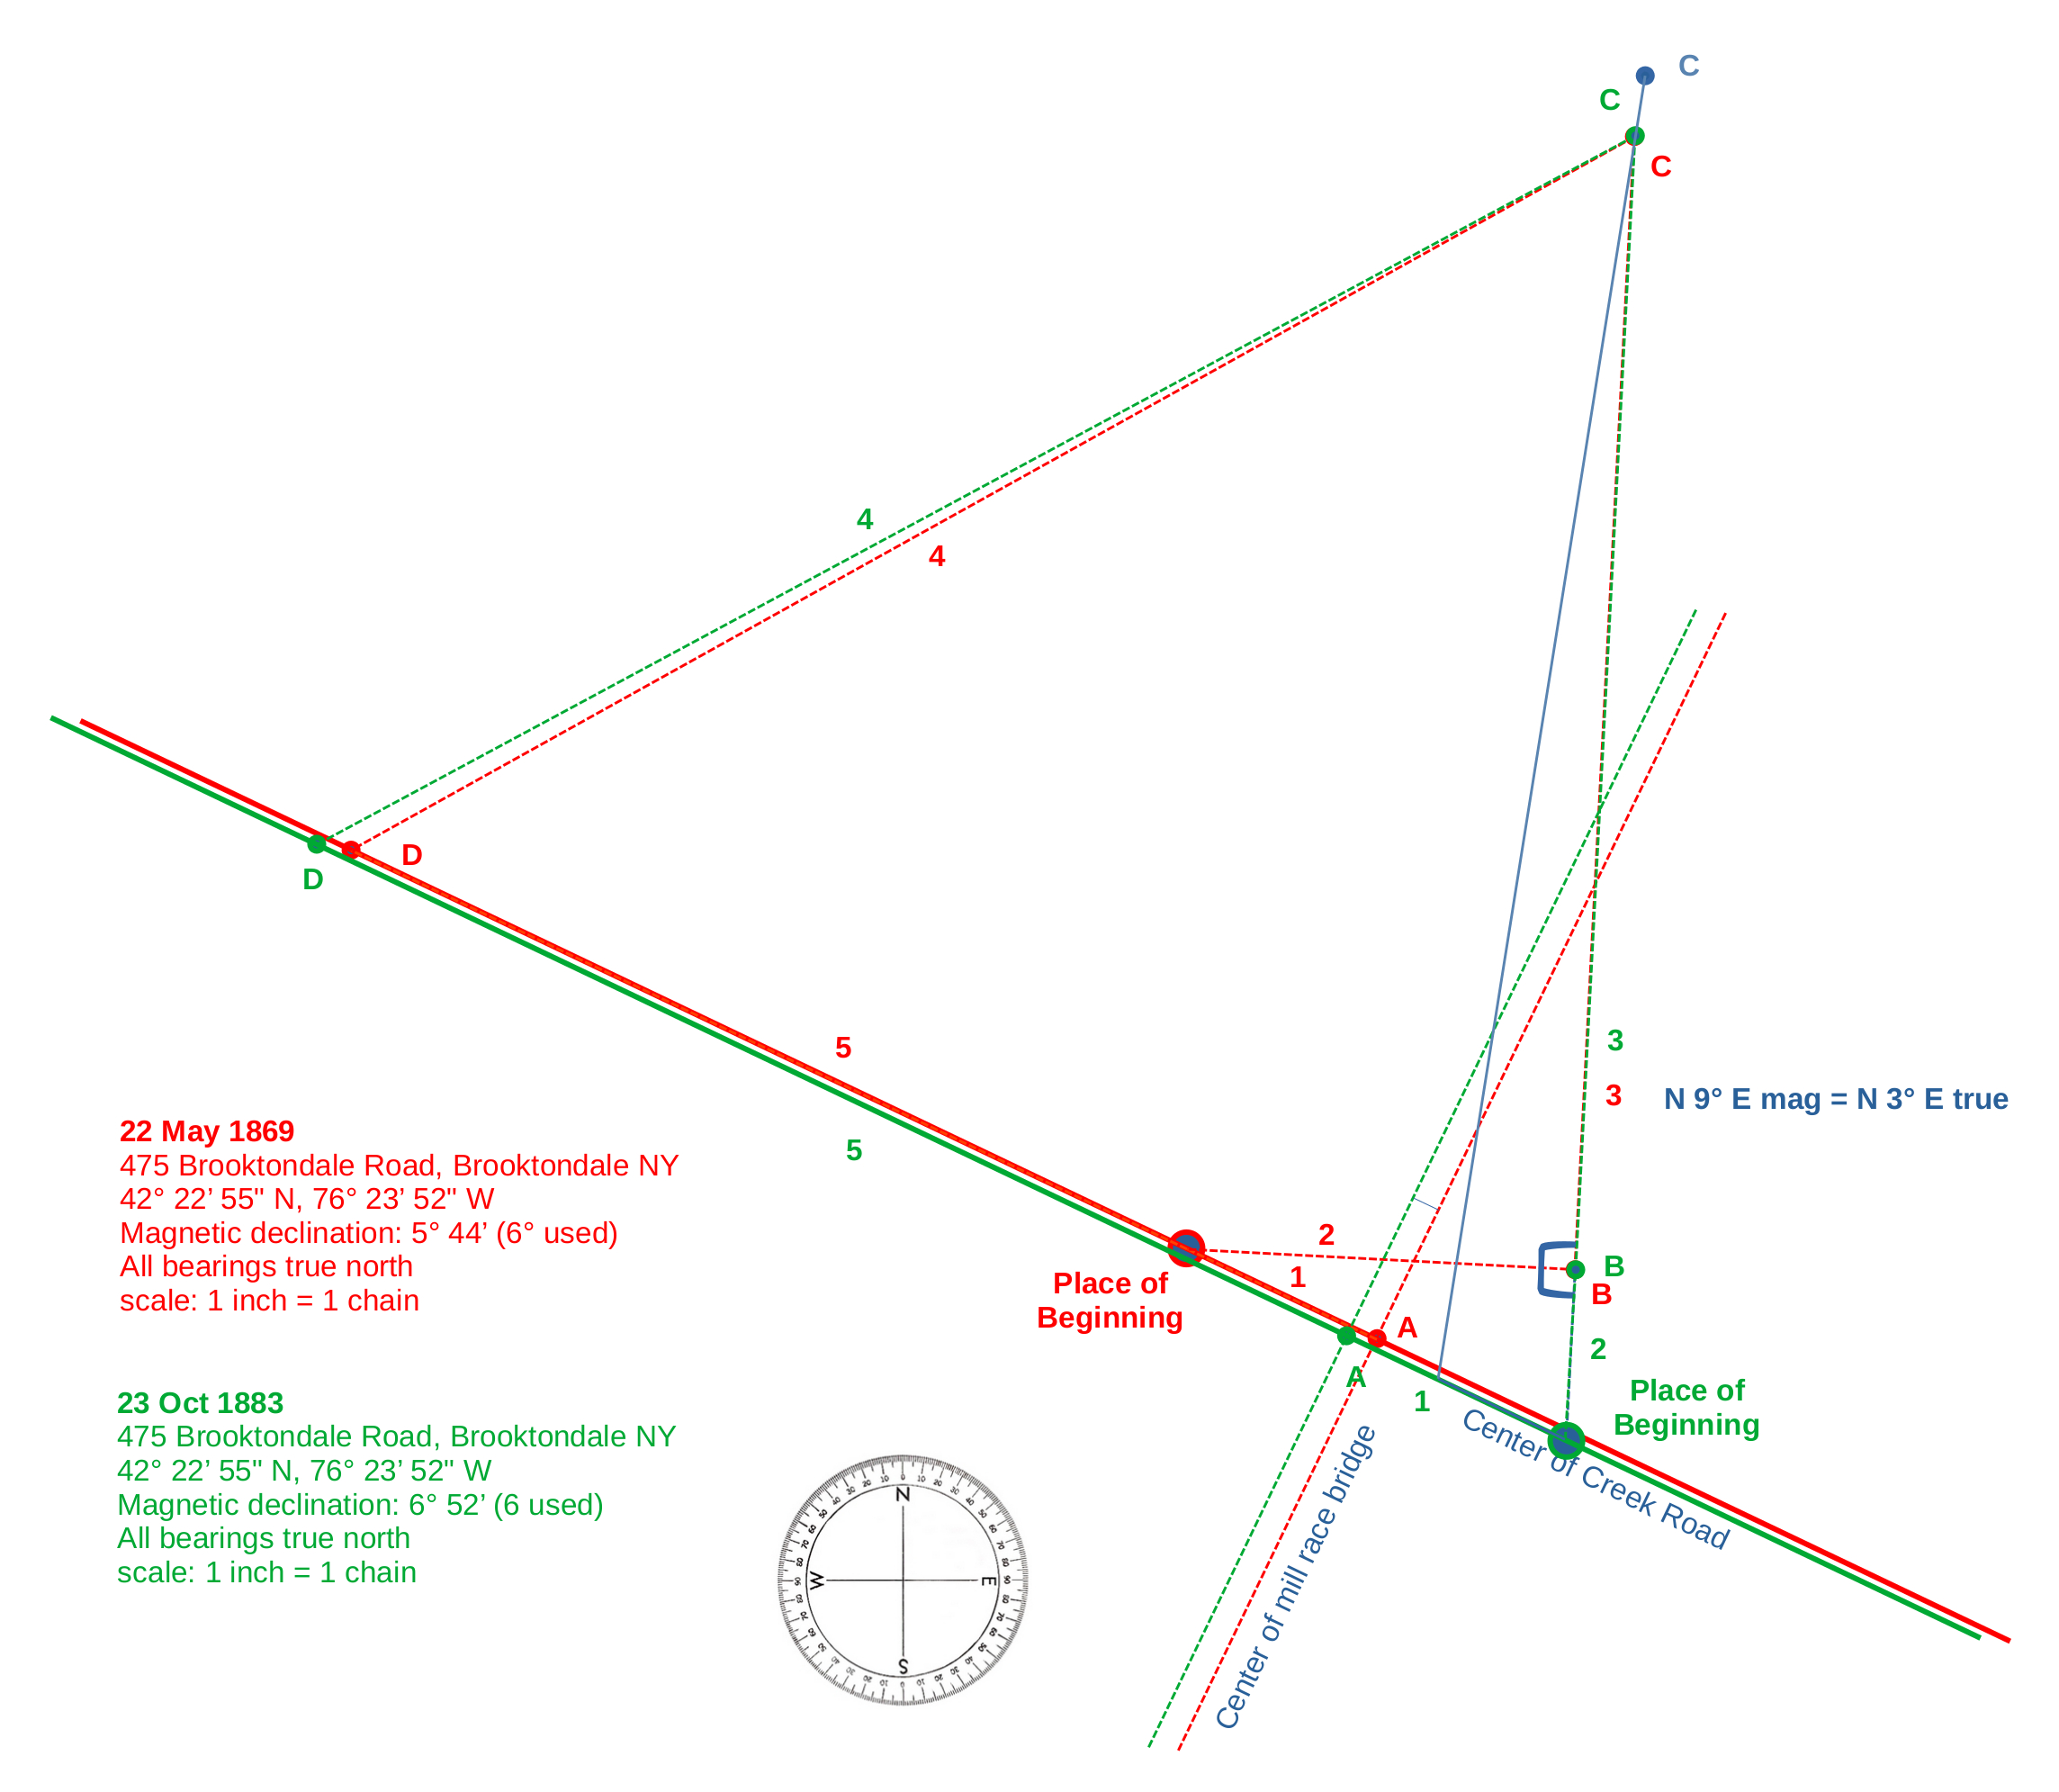 C
C
C
4
4
D
D
3
3
N 9° E mag = N 3° E true
5
5
22 May 1869
475 Brooktondale Road, Brooktondale NY
42° 22’ 55" N, 76° 23’ 52" W
Magnetic declination: 5° 44’ (6° used)
All bearings true north
scale: 1 inch = 1 chain
2
1
Place of
Beginning
B
B
A
A
2
1
Place of
Beginning
Center of Creek Road
Center of mill race bridge
23 Oct 1883
475 Brooktondale Road, Brooktondale NY
42° 22’ 55" N, 76° 23’ 52" W
Magnetic declination: 6° 52’ (6 used)
All bearings true north
scale: 1 inch = 1 chain
N
W
E
S